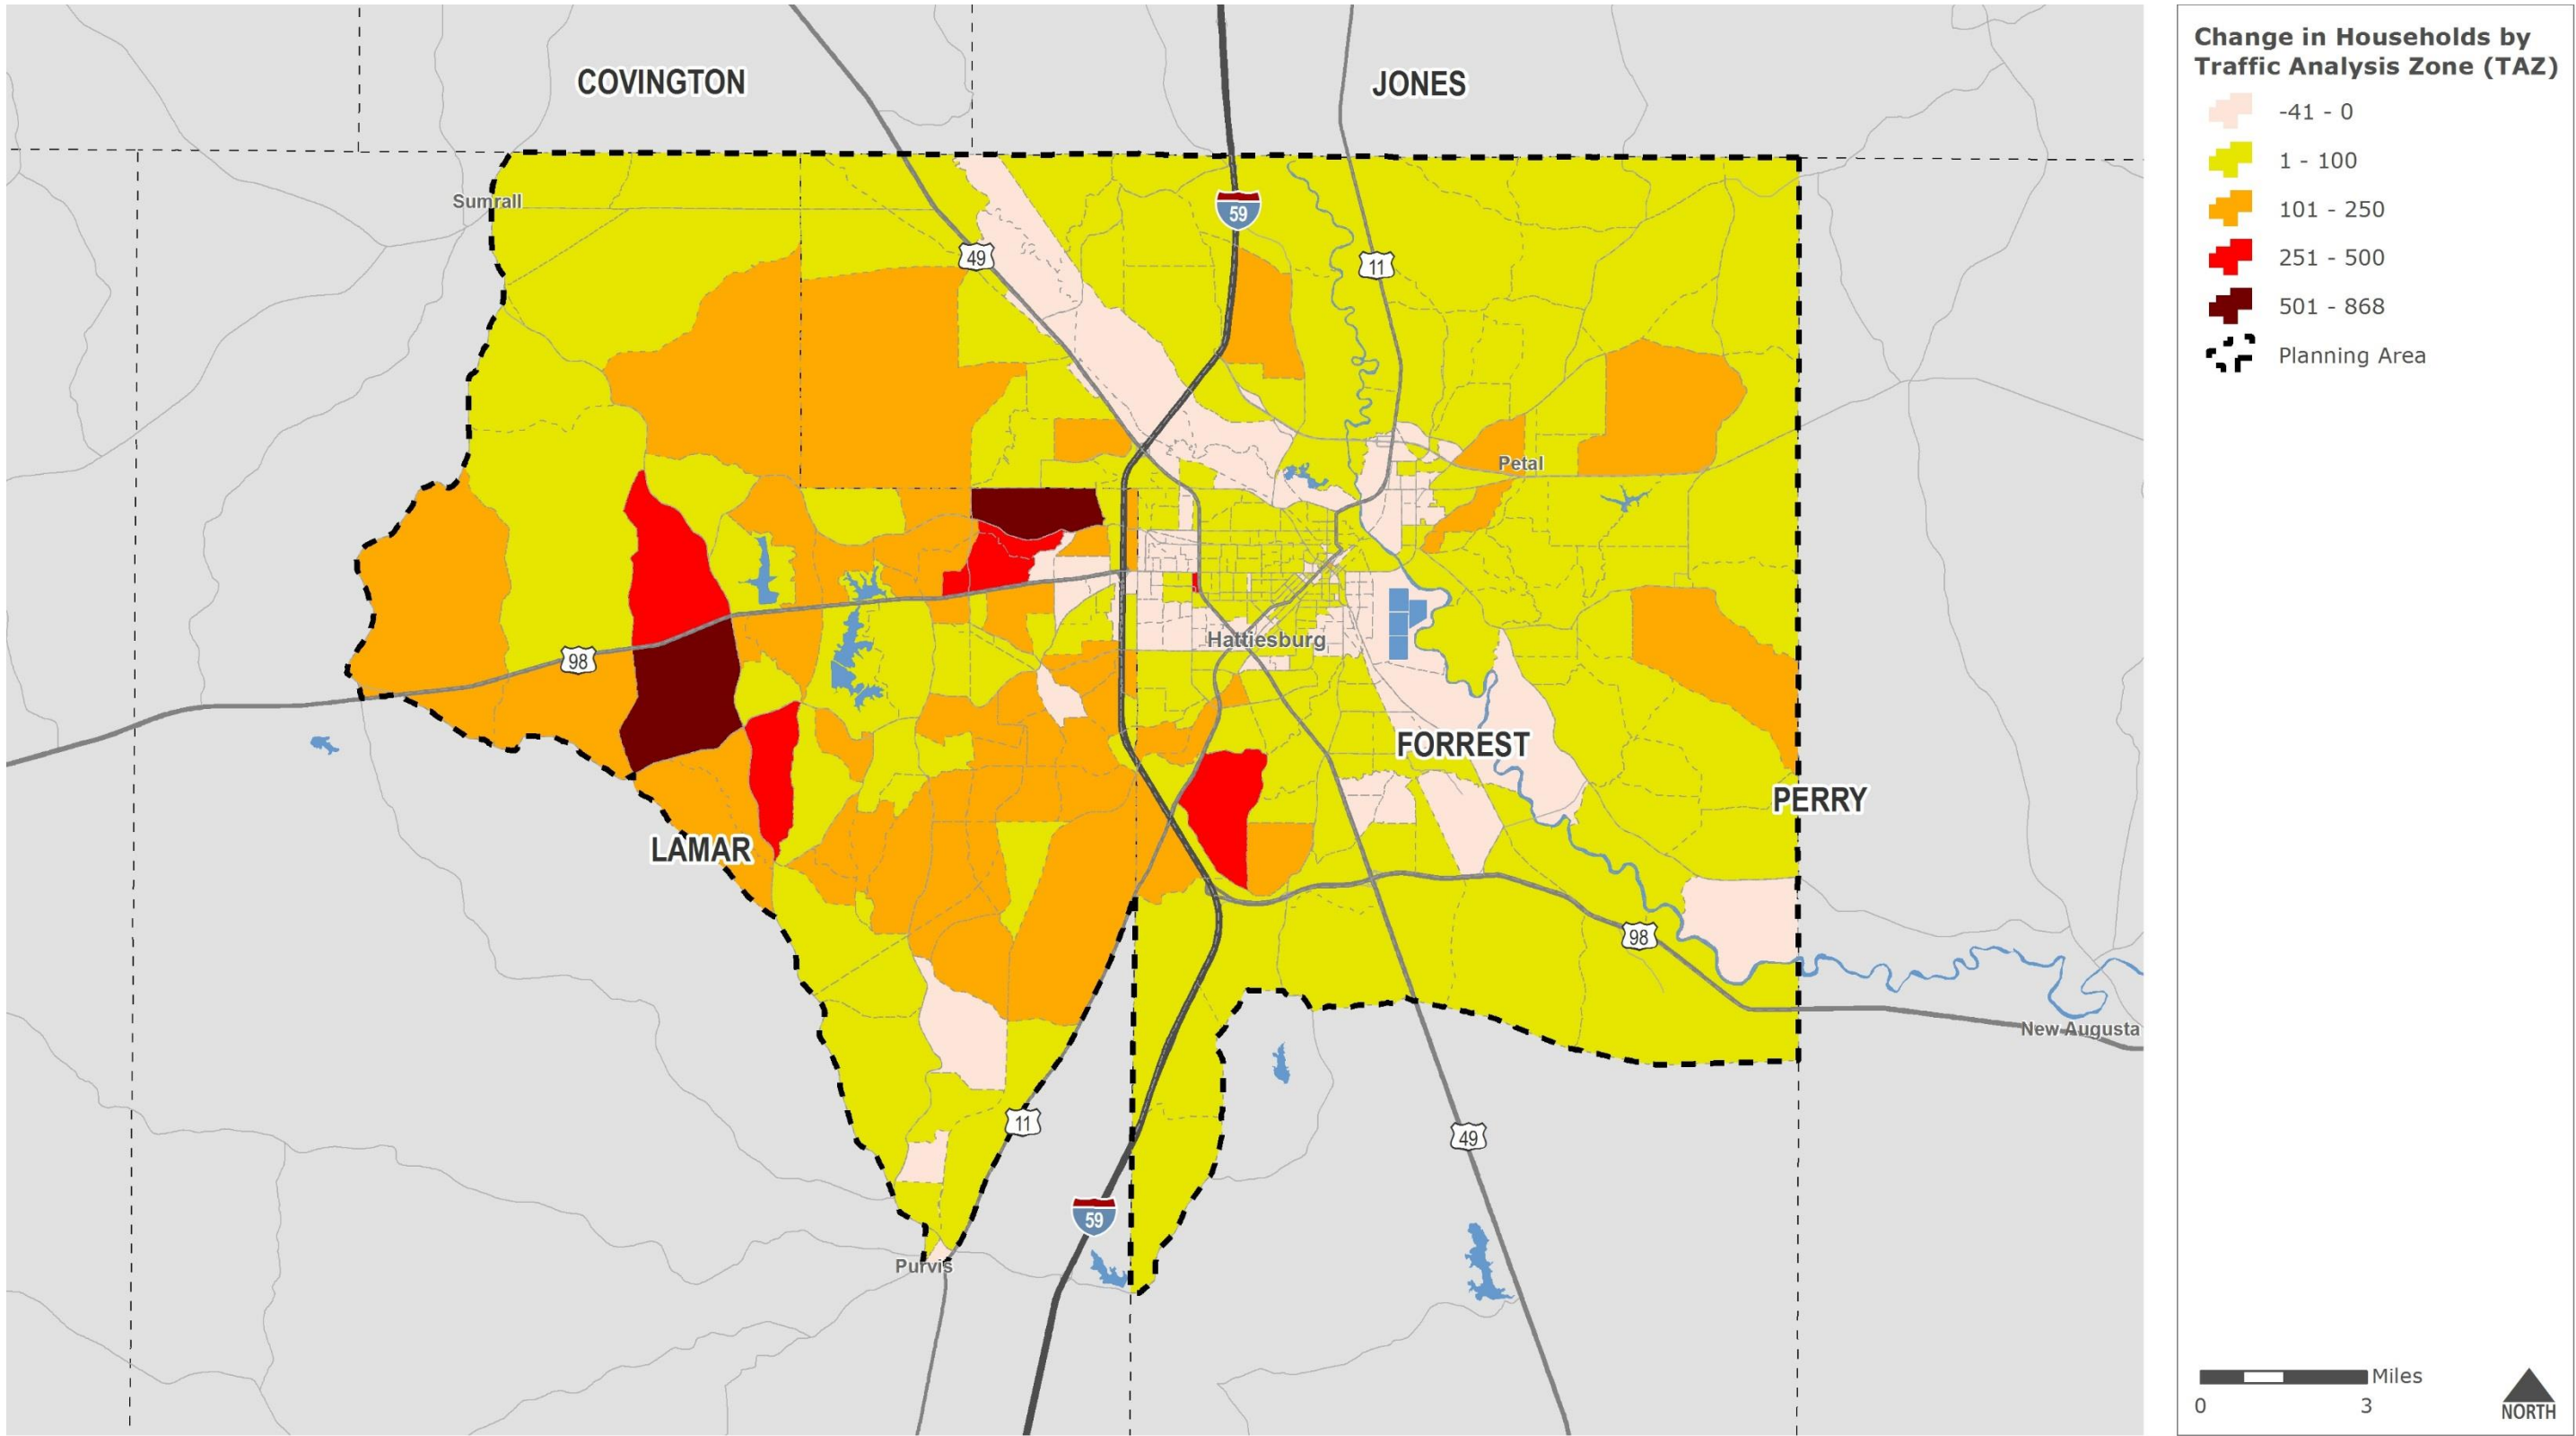 COVINGTON
JONES
Sumrall
59
49
11
Petal
98
Hattiesburg
FORREST
PERRY
LAMAR
98
New Augusta
11
49
59
Purvis
Change in Households by
Traffic Analysis Zone (TAZ)
-41 - 0
1 - 100
101 - 250
251 - 500
501 - 868
Planning Area
Miles
0 3
NORTH